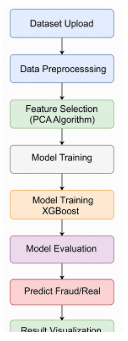 Dataset Upload
Data Preprocesssing
Feature Selection
(PCA Algorithm)
Model Training
Model Training
XGBoost
Model Evaluation
Predict Fraud/Real
Result Visualization